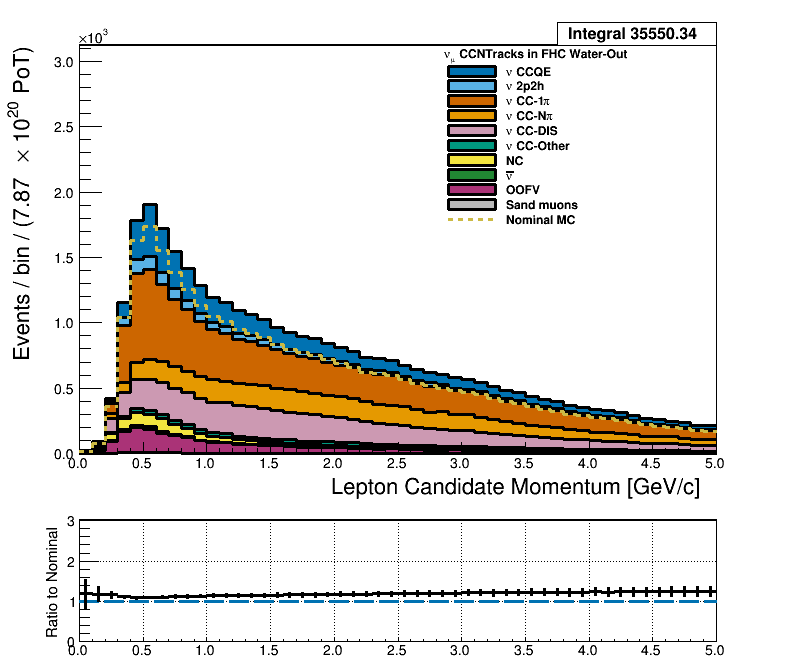 Integral 35550.34
×10³
ν_μ CCNTracks in FHC Water-Out
ν CCQE
ν 2p2h
ν CC-1π
ν CC-Nπ
ν CC-DIS
ν CC-Other
NC
ν̅
OOFV
Sand muons
Nominal MC
Events / bin / (7.87 × 10²⁰ PoT)
3.0
2.5
2.0
1.5
1.0
0.5
0.0
0.0 0.5 1.0 1.5 2.0 2.5 3.0 3.5 4.0 4.5 5.0
Lepton Candidate Momentum [GeV/c]
Ratio to Nominal
3
2
1
0
0.0 0.5 1.0 1.5 2.0 2.5 3.0 3.5 4.0 4.5 5.0